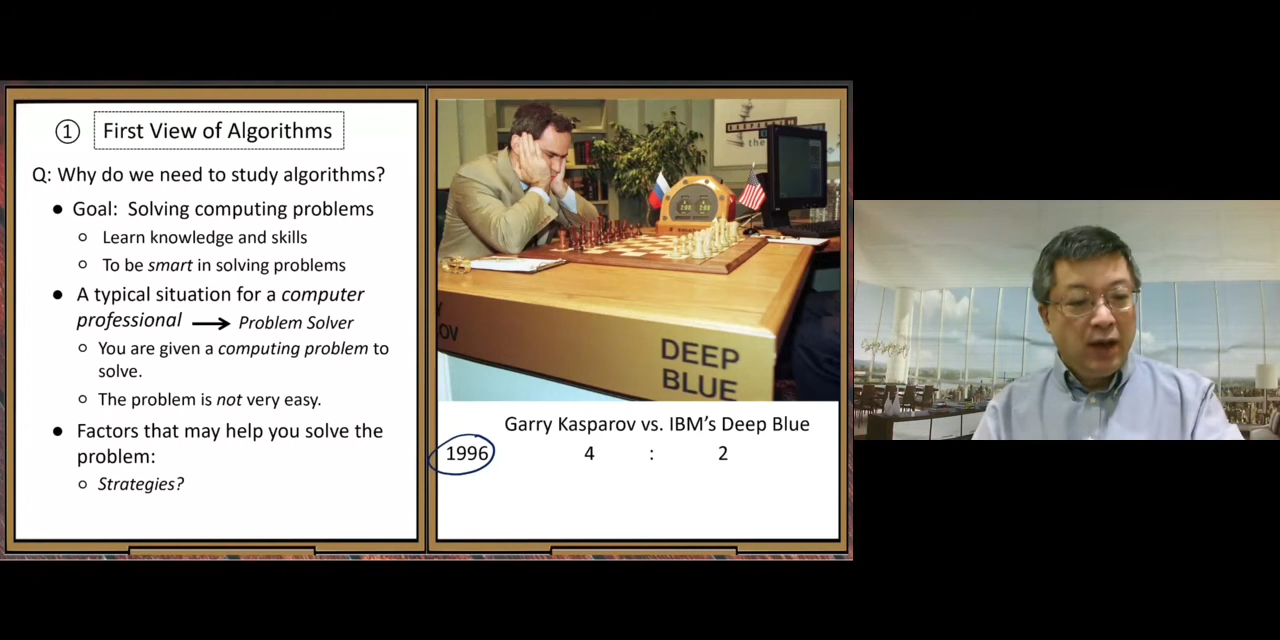 ① First View of Algorithms
Q: Why do we need to study algorithms?
● Goal: Solving computing problems
○ Learn knowledge and skills
○ To be smart in solving problems
● A typical situation for a computer
professional → Problem Solver
○ You are given a computing problem to
solve.
○ The problem is not very easy.
● Factors that may help you solve the
problem:
○ Strategies?
the
OV
DEEP
BLUE
Garry Kasparov vs. IBM's Deep Blue
1996 4 : 2